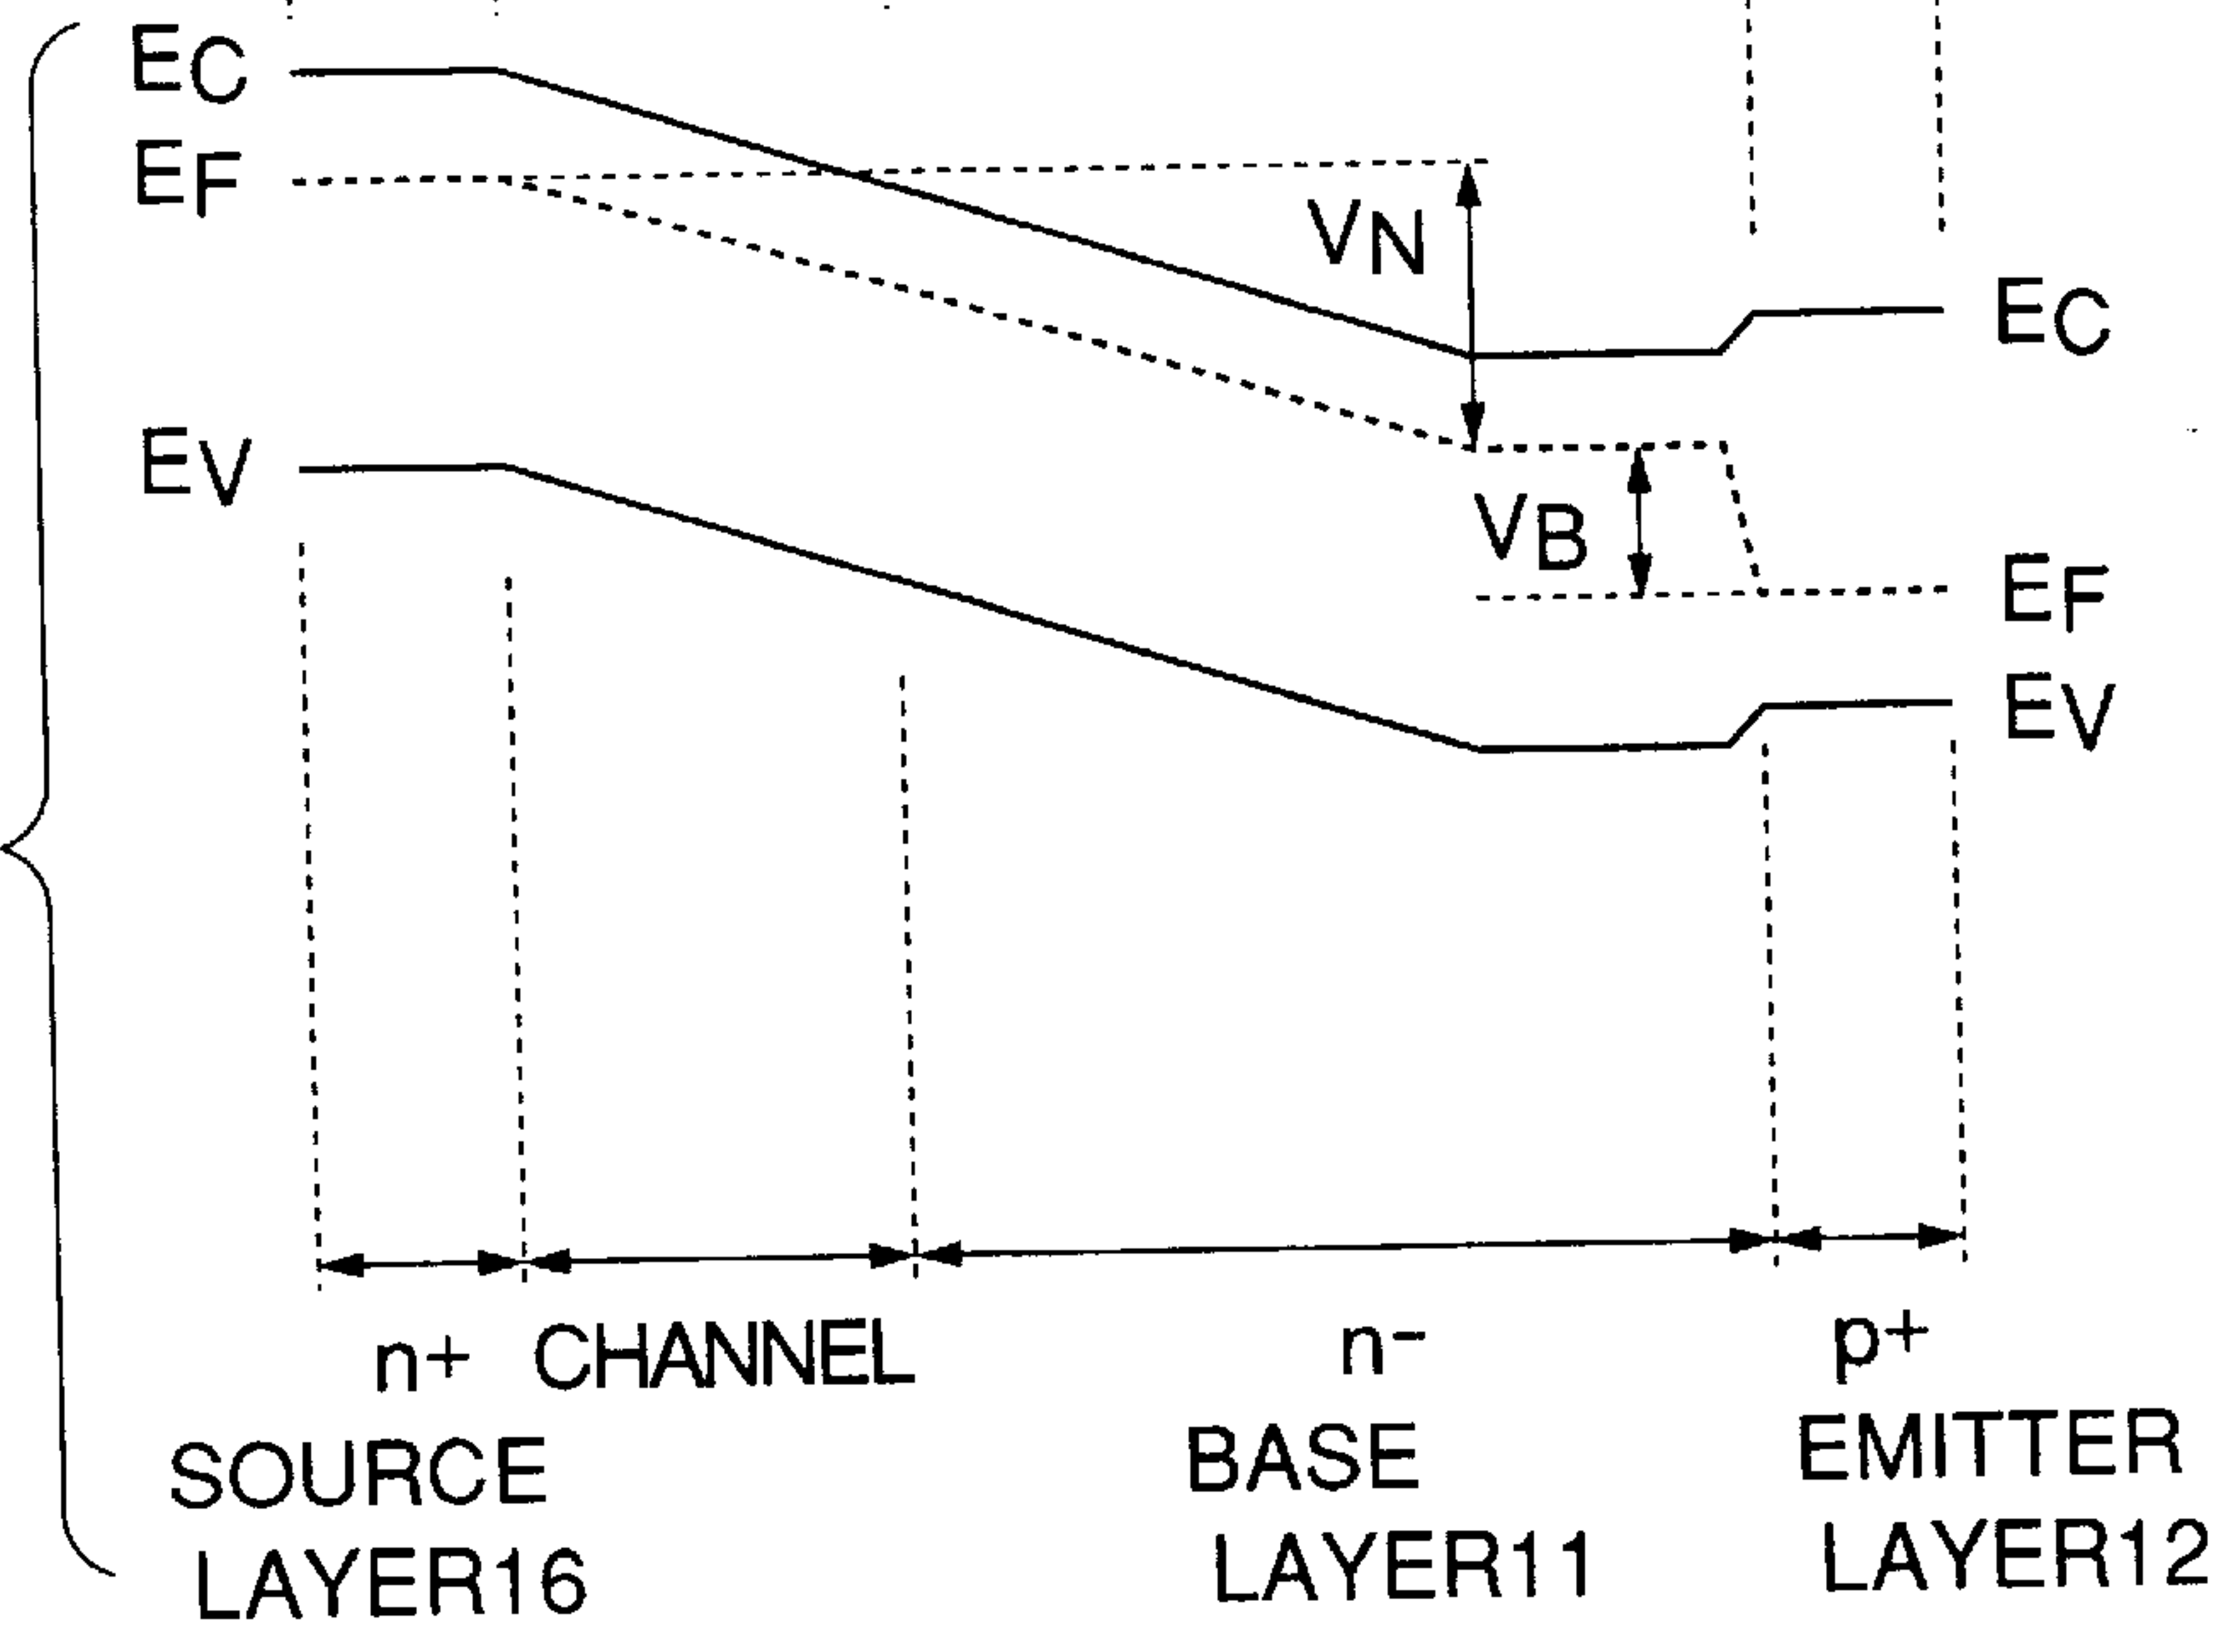 EC
EF
EV
VN
VB
EC
EF
EV
n+ CHANNEL n- p+
SOURCE BASE EMITTER
LAYER16 LAYER11 LAYER12